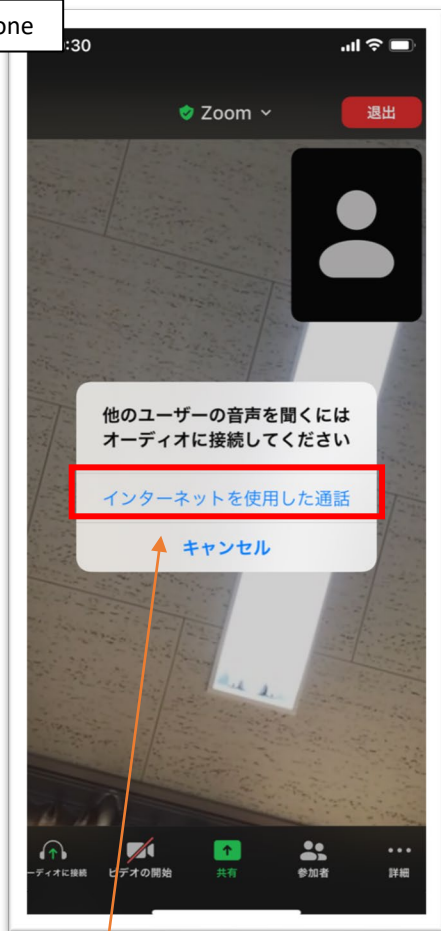 one
:30
Zoom
退出
他のユーザーの音声を聞くには
オーディオに接続してください
インターネットを使用した通話
キャンセル
ーディオに接続 ビデオの開始 共有 参加者 詳細